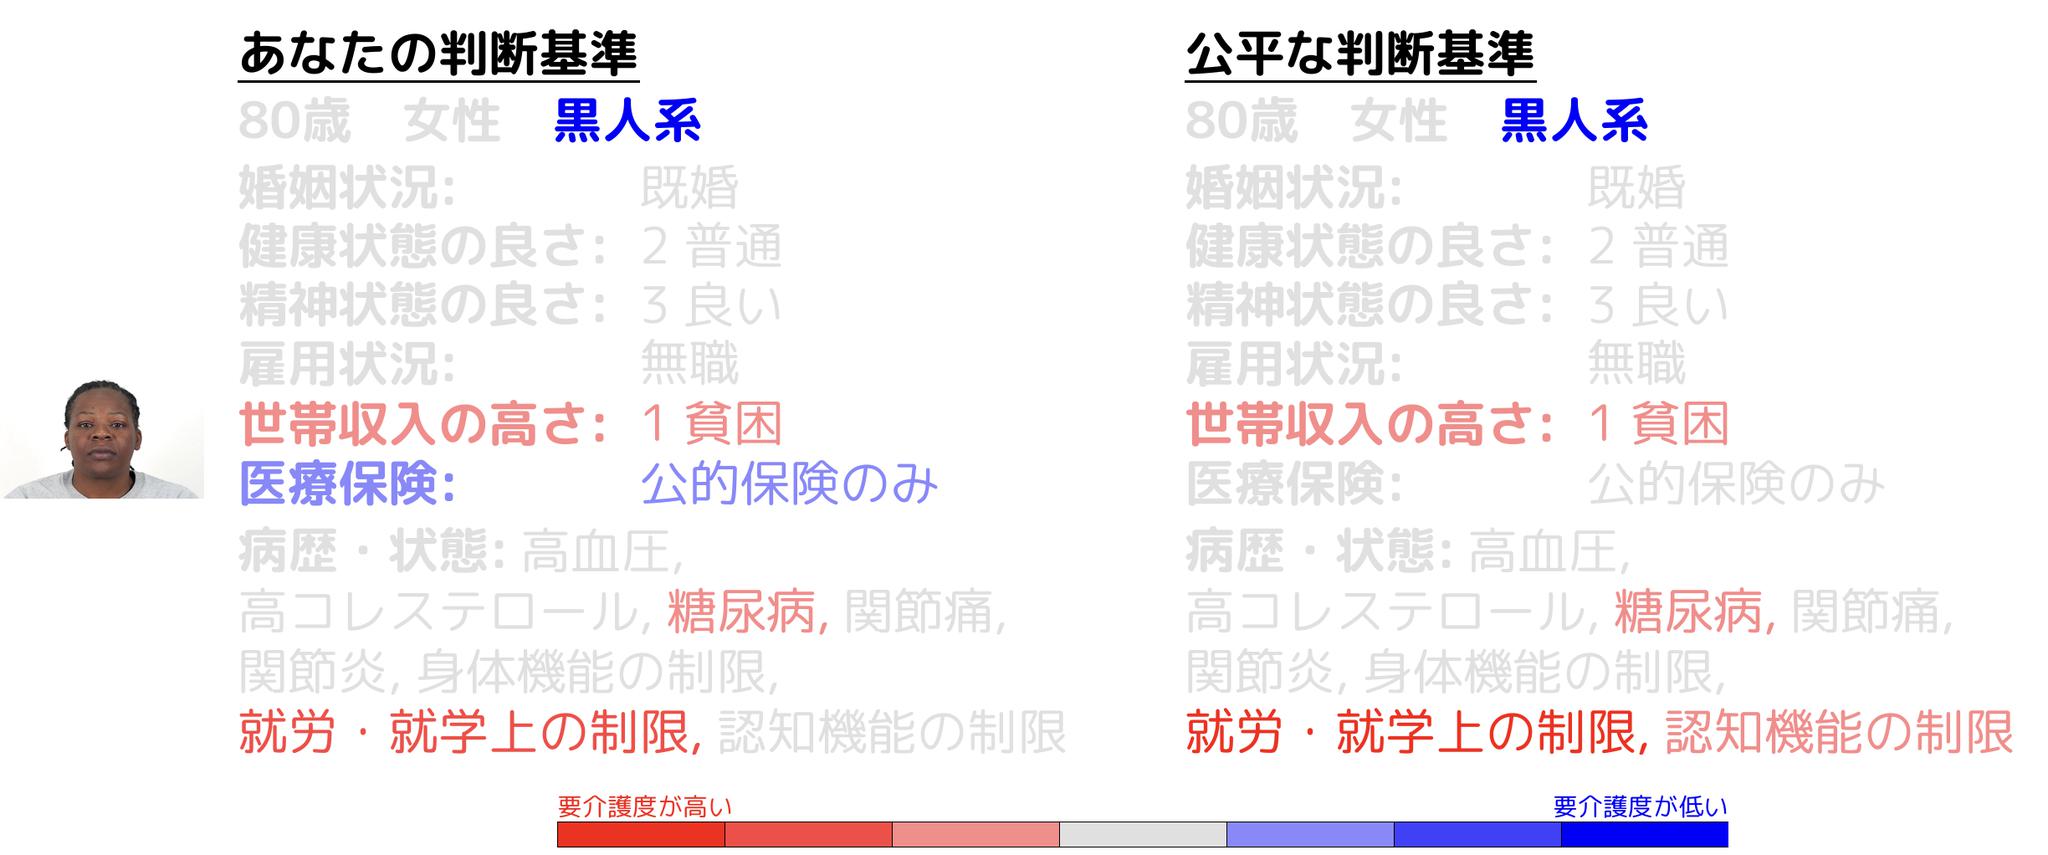 あなたの判断基準
80歳 女性 黒人系
婚姻状況: 既婚
健康状態の良さ: 2 普通
精神状態の良さ: 3 良い
雇用状況: 無職
世帯収入の高さ: 1 貧困
医療保険: 公的保険のみ
病歴・状態: 高血圧,
高コレステロール, 糖尿病, 関節痛,
関節炎, 身体機能の制限,
就労・就学上の制限, 認知機能の制限
公平な判断基準
80歳 女性 黒人系
婚姻状況: 既婚
健康状態の良さ: 2 普通
精神状態の良さ: 3 良い
雇用状況: 無職
世帯収入の高さ: 1 貧困
医療保険: 公的保険のみ
病歴・状態: 高血圧,
高コレステロール, 糖尿病, 関節痛,
関節炎, 身体機能の制限,
就労・就学上の制限, 認知機能の制限
要介護度が高い
要介護度が低い